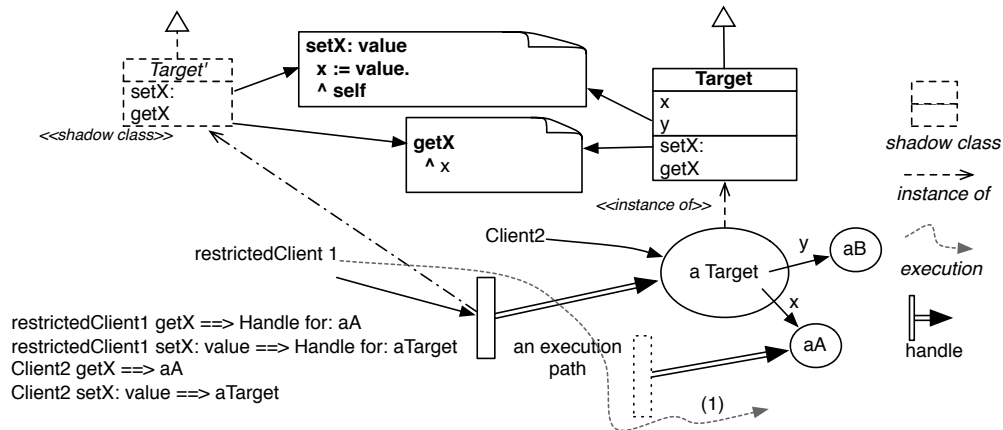 Target'
setX:
getX
<<shadow class>>
setX: value
x := value.
^ self
getX
^ x
Target
x
y
setX:
getX
<<instance of>>
shadow class
instance of
execution
handle
restrictedClient 1
Client2
a Target
y
aB
x
aA
an execution
path
(1)
restrictedClient1 getX ==> Handle for: aA
restrictedClient1 setX: value ==> Handle for: aTarget
Client2 getX ==> aA
Client2 setX: value ==> aTarget